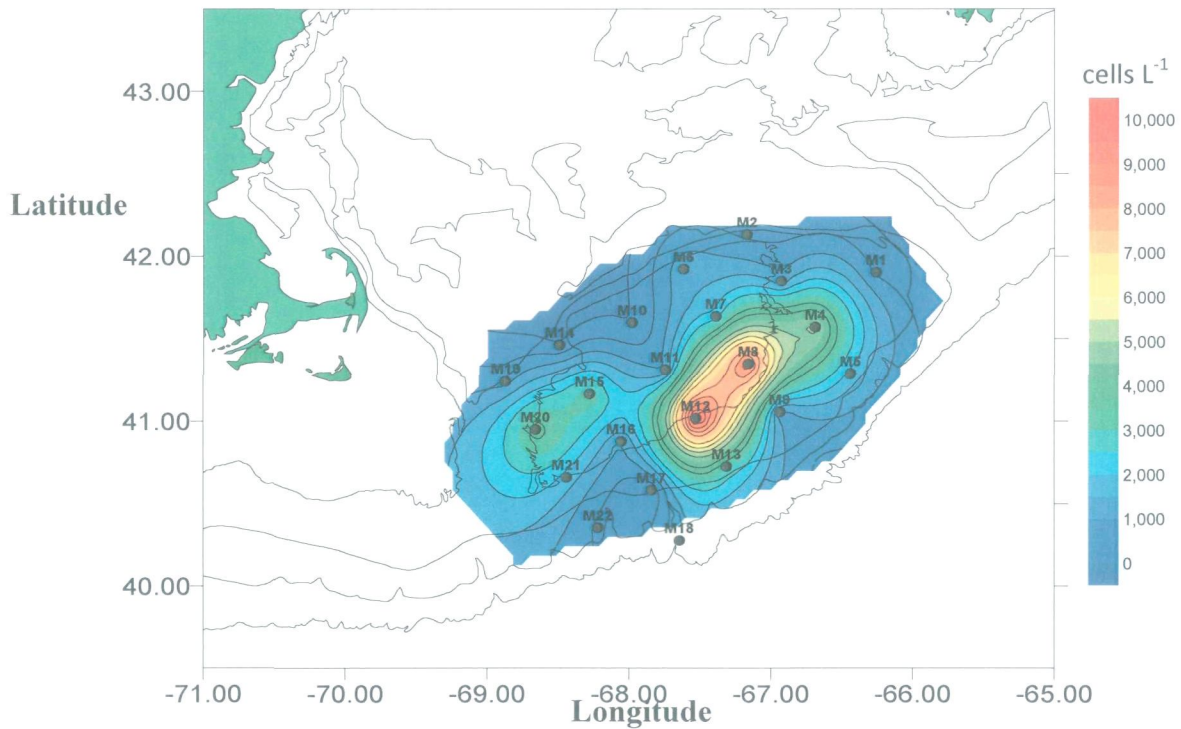 cells L-1
43.00
10,000
9,000
Latitude
8,000
42.00
M2
M1
M6
M3
7,000
6,000
M10
M7
M4
5,000
M14
M11
M8
M5
4,000
M19
M15
M9
41.00
M20
M16
M12
3,000
M21
M13
M17
2,000
M22
M18
1,000
40.00
0
-71.00
-70.00
-69.00
-68.00
-67.00
-66.00
-65.00
Longitude